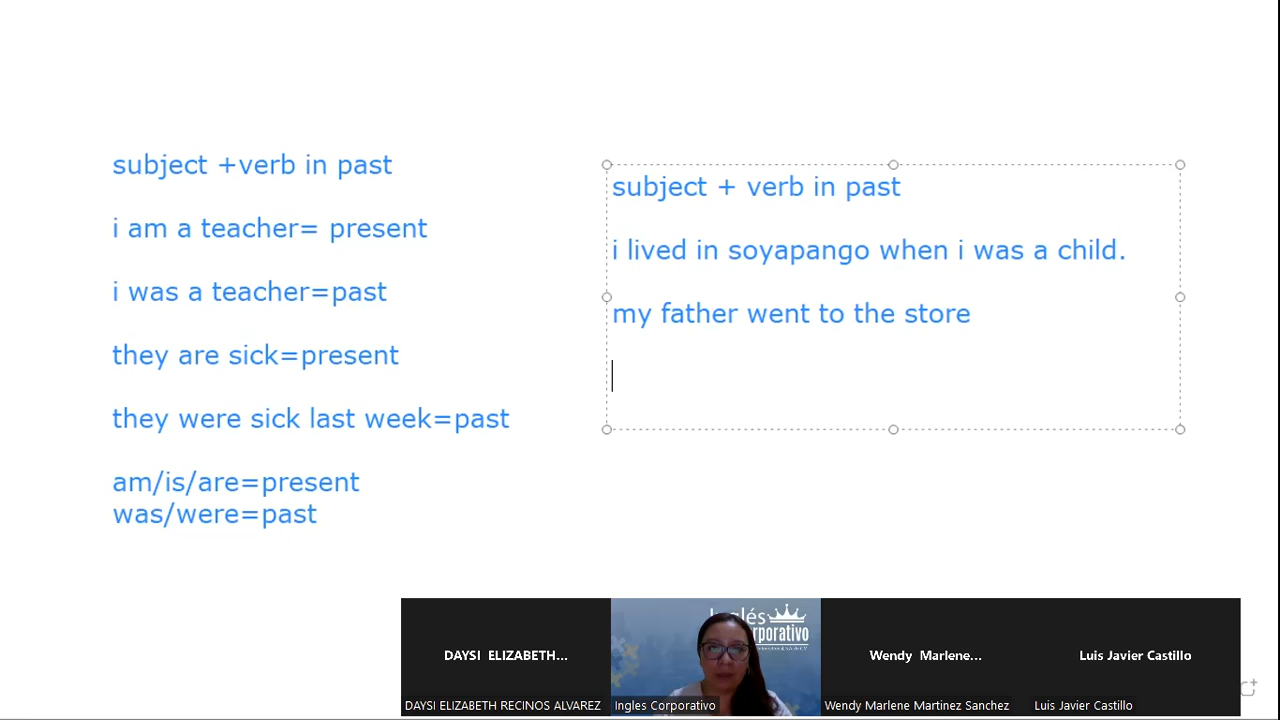 subject +verb in past
i am a teacher= present
i was a teacher=past
they are sick=present
they were sick last week=past
am/is/are=present
was/were=past
subject + verb in past
i lived in soyapango when i was a child.
my father went to the store
DAYSI ELIZABETH...
DAYSI ELIZABETH RECINOS ALVAREZ
Inglés
rporativo
Ingles Corporativo
Wendy Marlene...
Wendy Marlene Martinez Sanchez
Luis Javier Castillo
Luis Javier Castillo